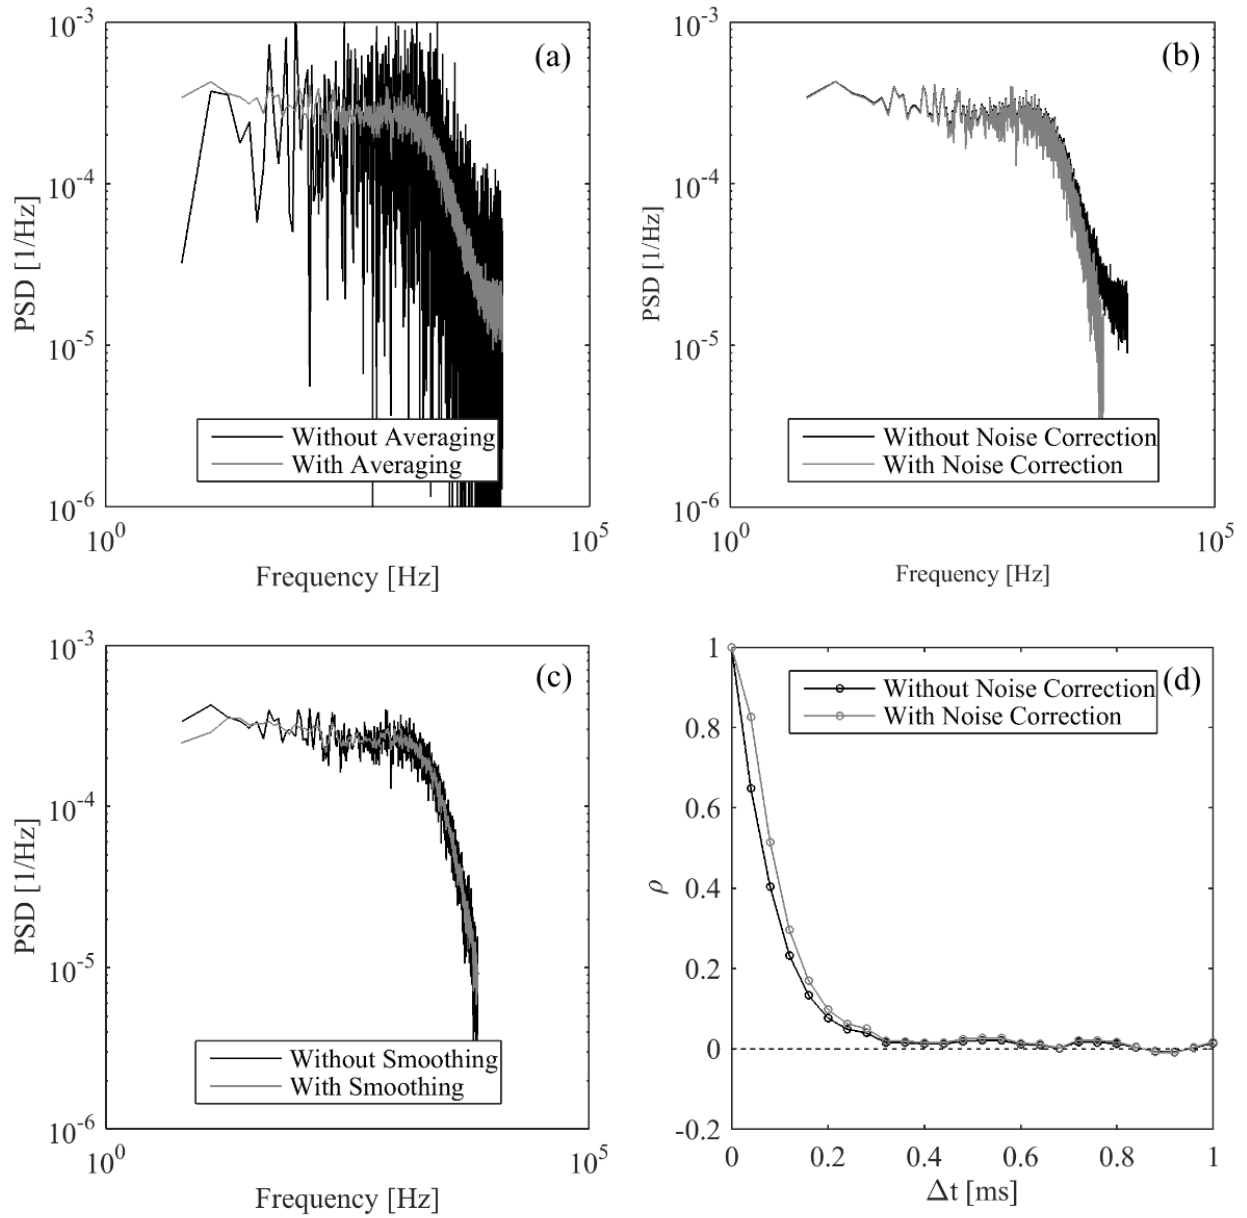 (a)
10^-3
10^-4
10^-5
10^-6
PSD [1/Hz]
Without Averaging
With Averaging
10^0
10^5
Frequency [Hz]
(b)
10^-3
10^-4
10^-5
10^-6
PSD [1/Hz]
Without Noise Correction
With Noise Correction
10^0
10^5
Frequency [Hz]
(c)
10^-3
10^-4
10^-5
10^-6
PSD [1/Hz]
Without Smoothing
With Smoothing
10^0
10^5
Frequency [Hz]
(d)
Without Noise Correction
With Noise Correction
1
0.8
0.6
0.4
0.2
0
-0.2
ρ
0 0.2 0.4 0.6 0.8 1
Δt [ms]